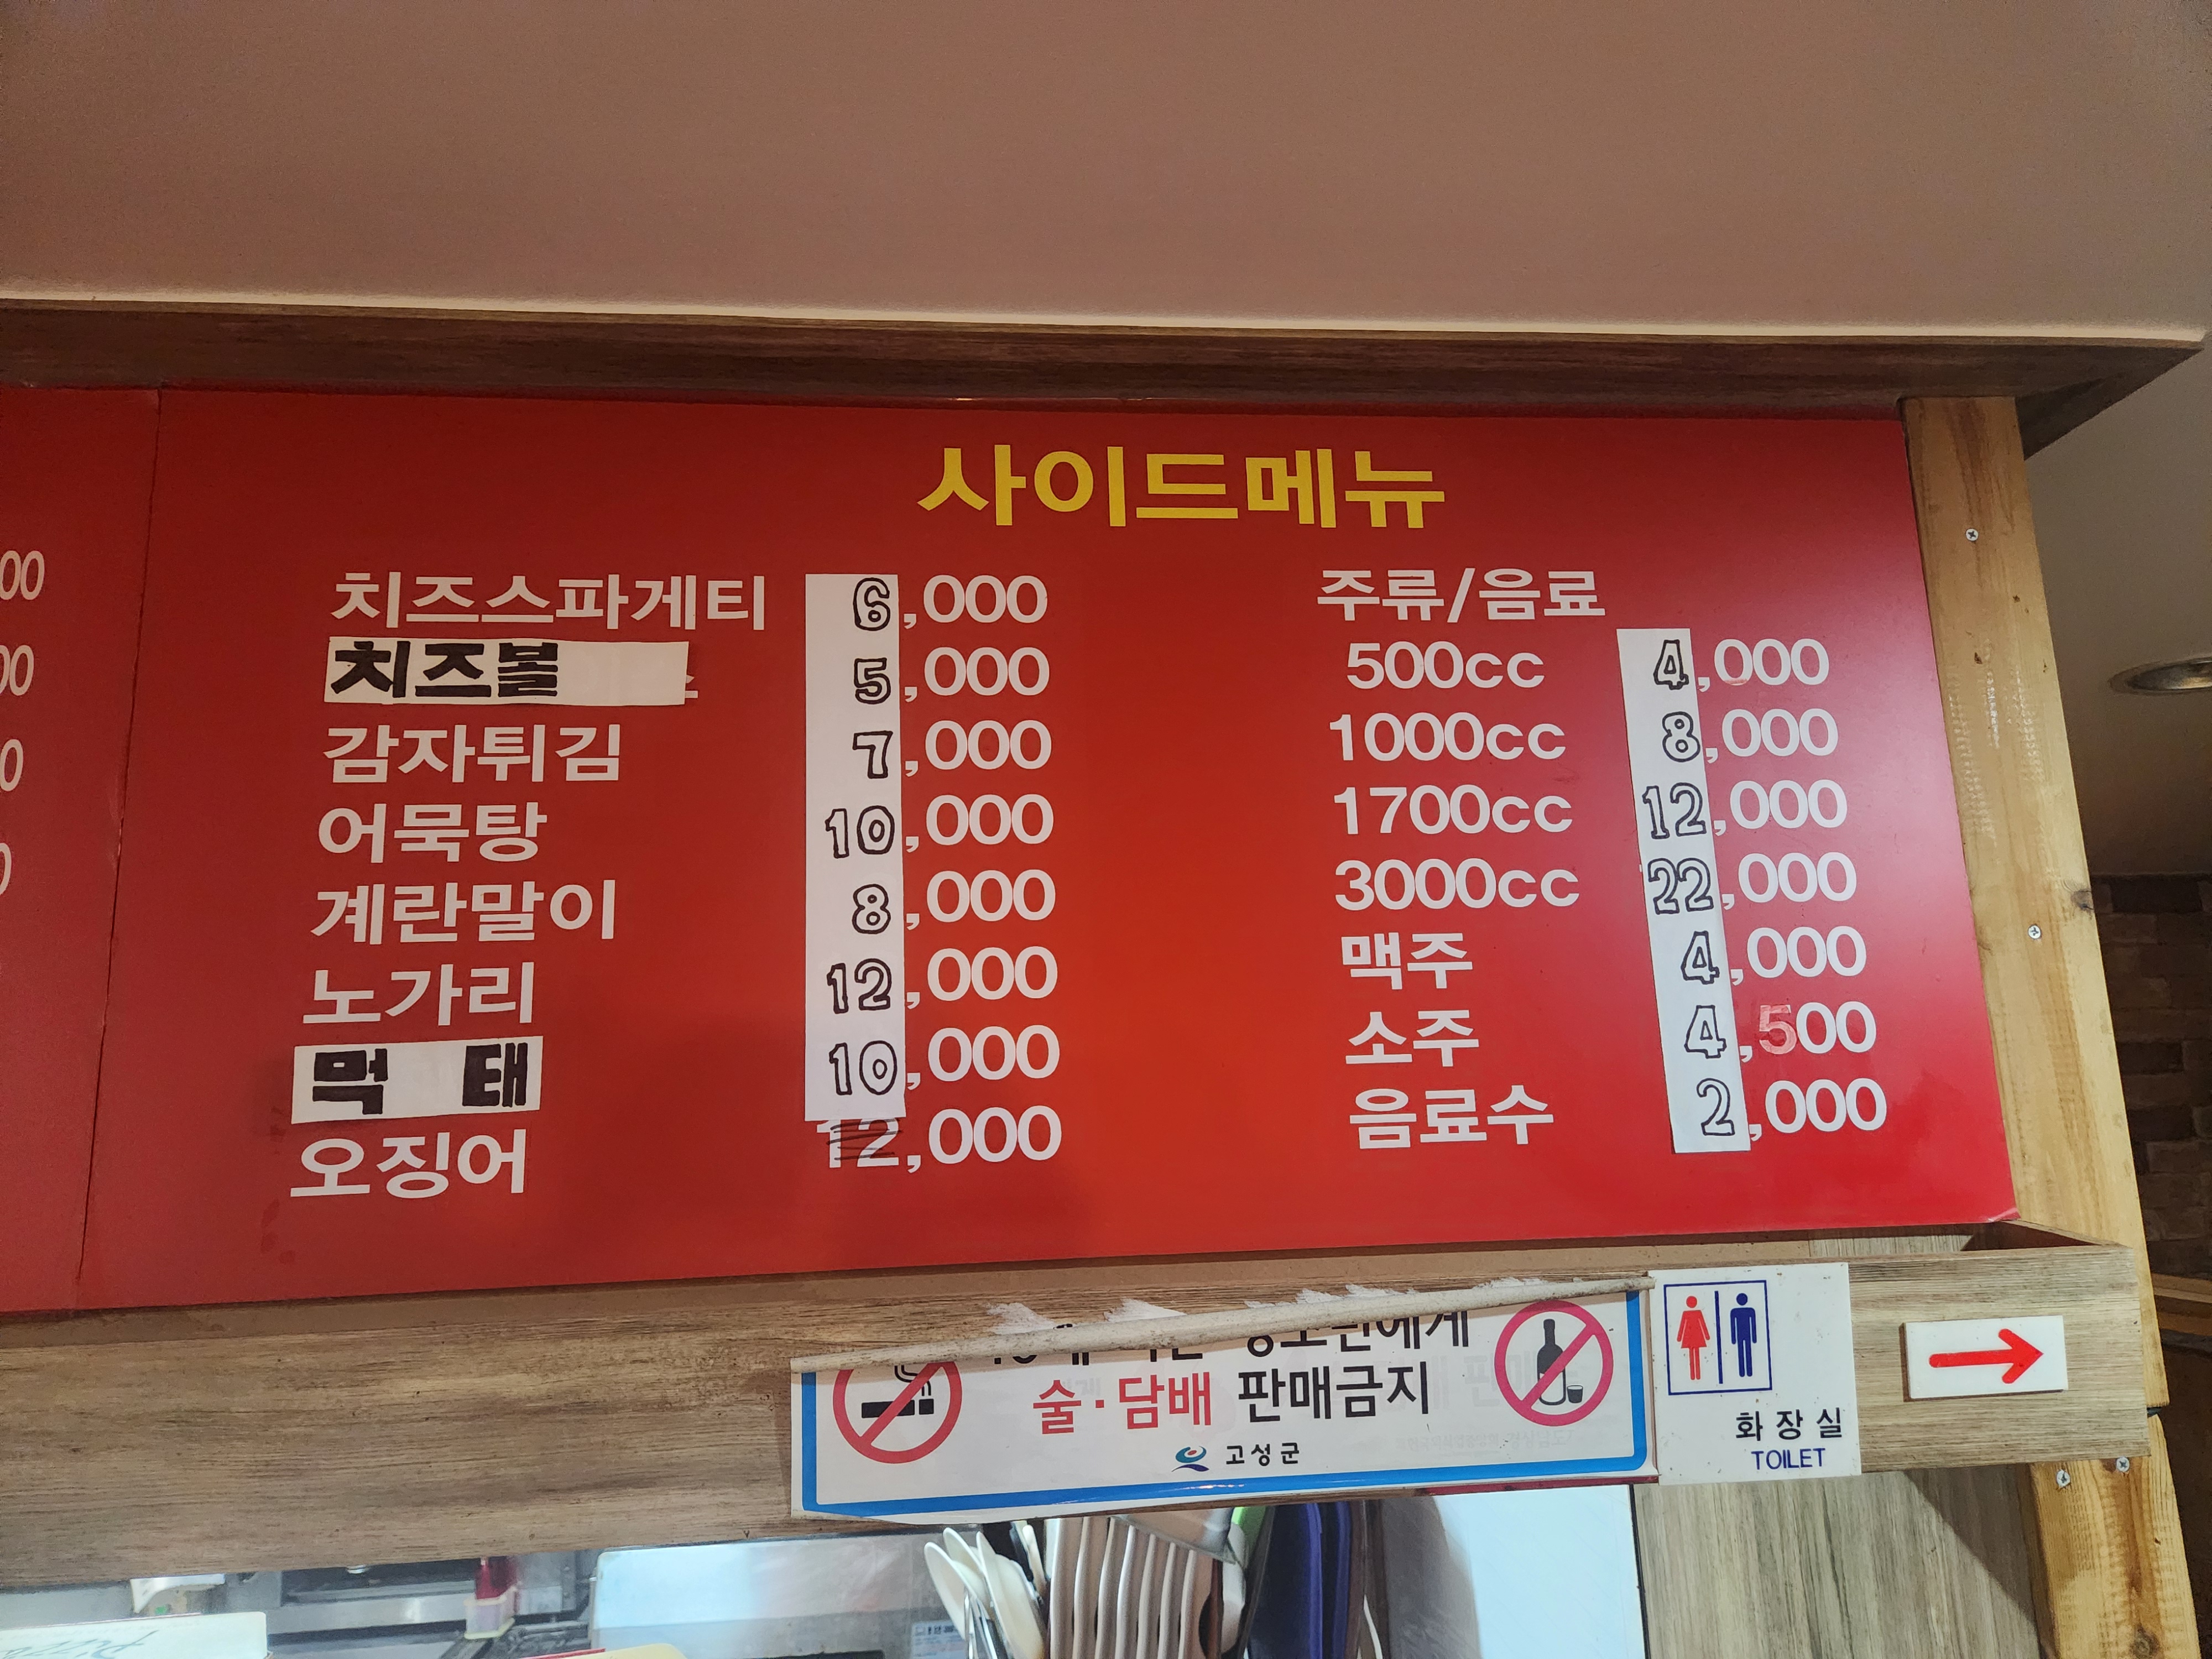 사이드메뉴
치즈스파게티 6,000
치즈볼 5,000
감자튀김 7,000
어묵탕 10,000
계란말이 8,000
노가리 12,000
먹 태 10,000
오징어 12,000
주류/음료
500cc 4,000
1000cc 8,000
1700cc 12,000
3000cc 22,000
맥주 4,000
소주 4,500
음료수 2,000
술·담배 판매금지
고성군
화장실
TOILET